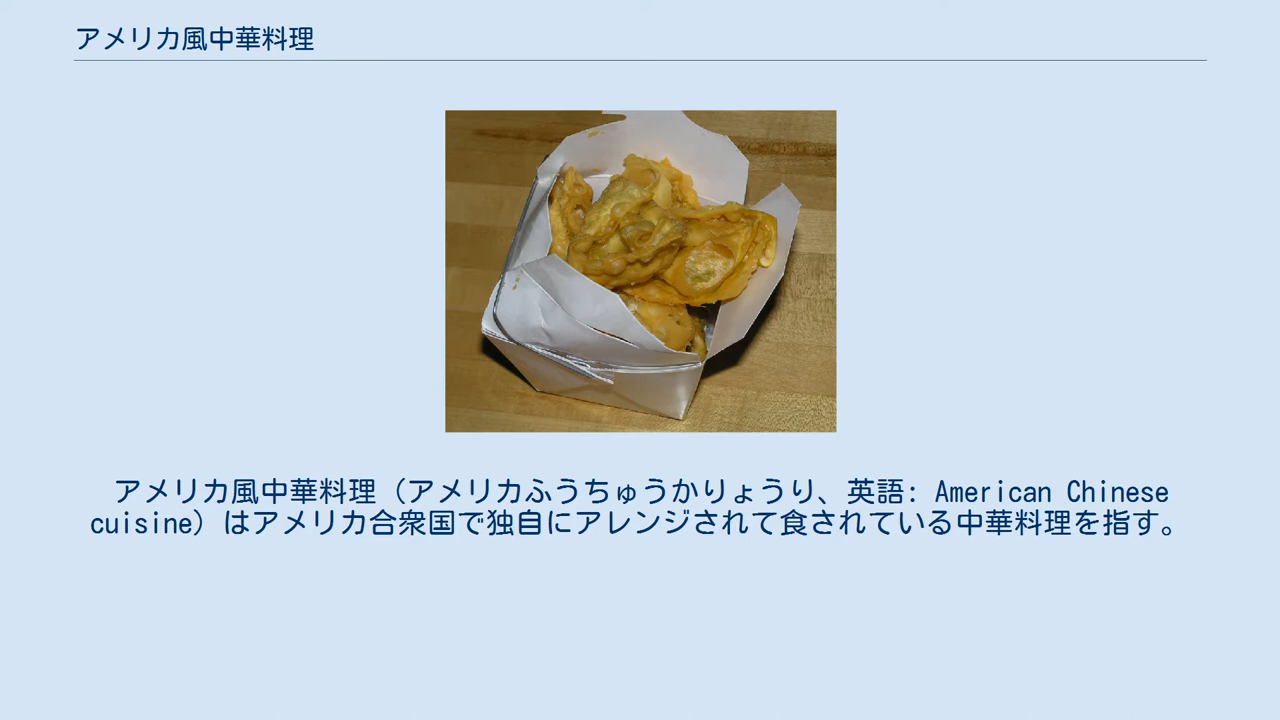 アメリカ風中華料理
アメリカ風中華料理（アメリカふうちゅうかりょうり、英語: American Chinese
cuisine）はアメリカ合衆国で独自にアレンジされて食されている中華料理を指す。